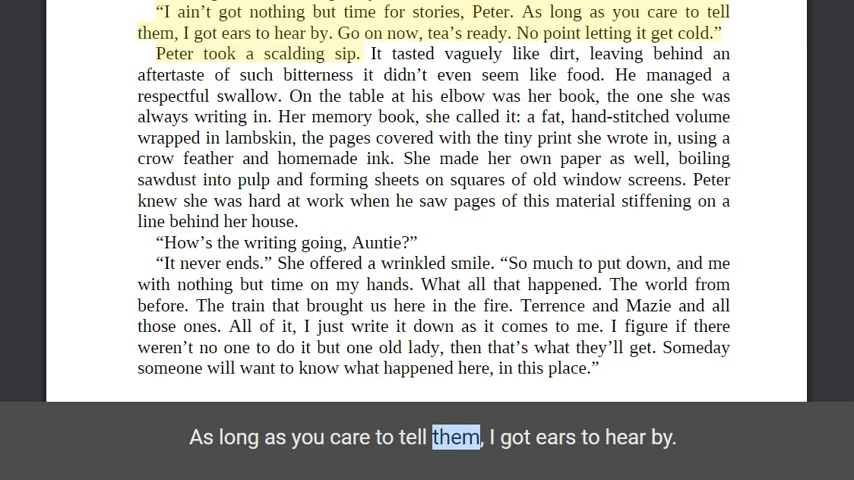 “I ain’t got nothing but time for stories, Peter. As long as you care to tell
them, I got ears to hear by. Go on now, tea’s ready. No point letting it get cold.”
Peter took a scalding sip. It tasted vaguely like dirt, leaving behind an
aftertaste of such bitterness it didn’t even seem like food. He managed a
respectful swallow. On the table at his elbow was her book, the one she was
always writing in. Her memory book, she called it: a fat, hand-stitched volume
wrapped in lambskin, the pages covered with the tiny print she wrote in, using a
crow feather and homemade ink. She made her own paper as well, boiling
sawdust into pulp and forming sheets on squares of old window screens. Peter
knew she was hard at work when he saw pages of this material stiffening on a
line behind her house.
“How’s the writing going, Auntie?”
“It never ends.” She offered a wrinkled smile. “So much to put down, and me
with nothing but time on my hands. What all that happened. The world from
before. The train that brought us here in the fire. Terrence and Mazie and all
those ones. All of it, I just write it down as it comes to me. I figure if there
weren’t no one to do it but one old lady, then that’s what they’ll get. Someday
someone will want to know what happened here, in this place.”
As long as you care to tell them, I got ears to hear by.